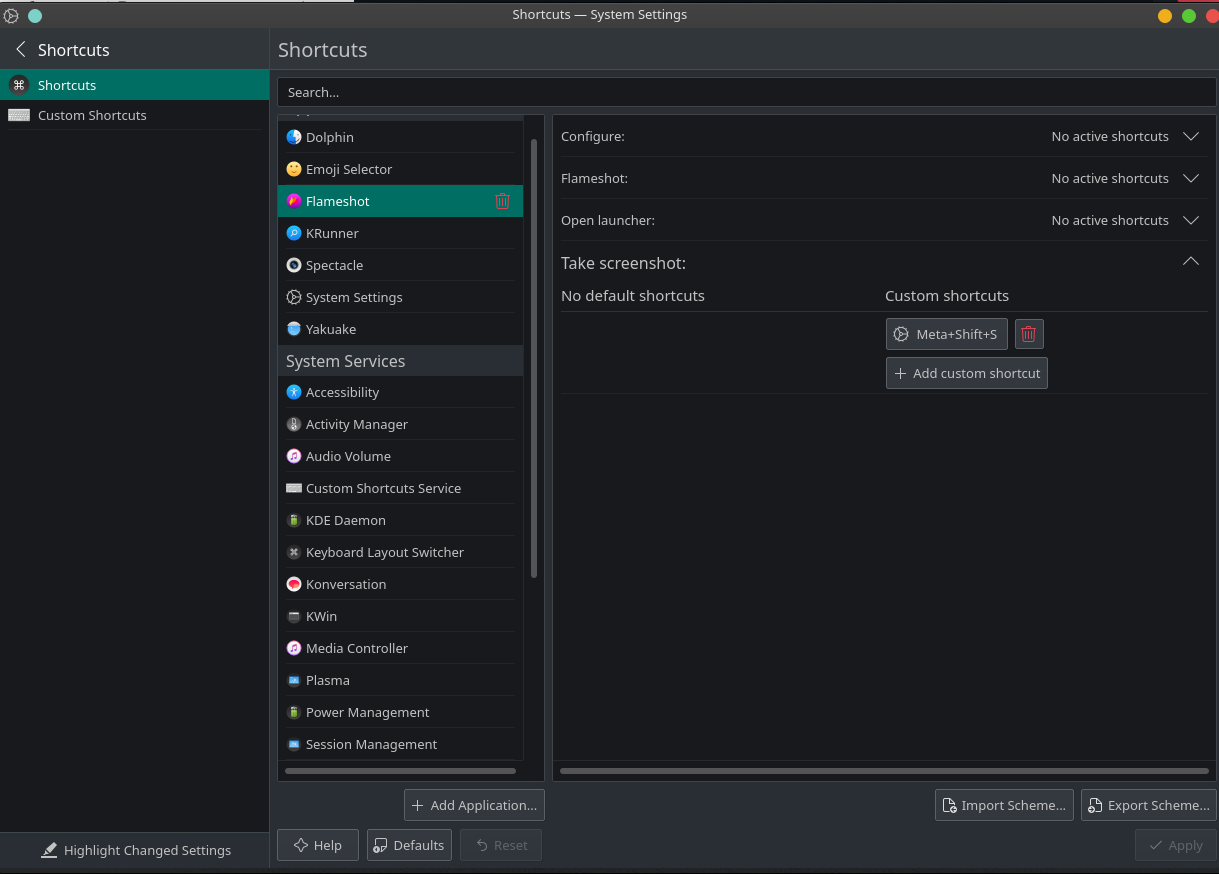 Shortcuts — System Settings
Shortcuts
Shortcuts
Custom Shortcuts
Highlight Changed Settings
Shortcuts
Search...
Dolphin
Emoji Selector
Flameshot
KRunner
Spectacle
System Settings
Yakuake
System Services
Accessibility
Activity Manager
Audio Volume
Custom Shortcuts Service
KDE Daemon
Keyboard Layout Switcher
Konversation
KWin
Media Controller
Plasma
Power Management
Session Management
Configure: No active shortcuts
Flameshot: No active shortcuts
Open launcher: No active shortcuts
Take screenshot:
No default shortcuts Custom shortcuts
Meta+Shift+S
Add custom shortcut
Add Application... Import Scheme... Export Scheme...
Help Defaults Reset Apply